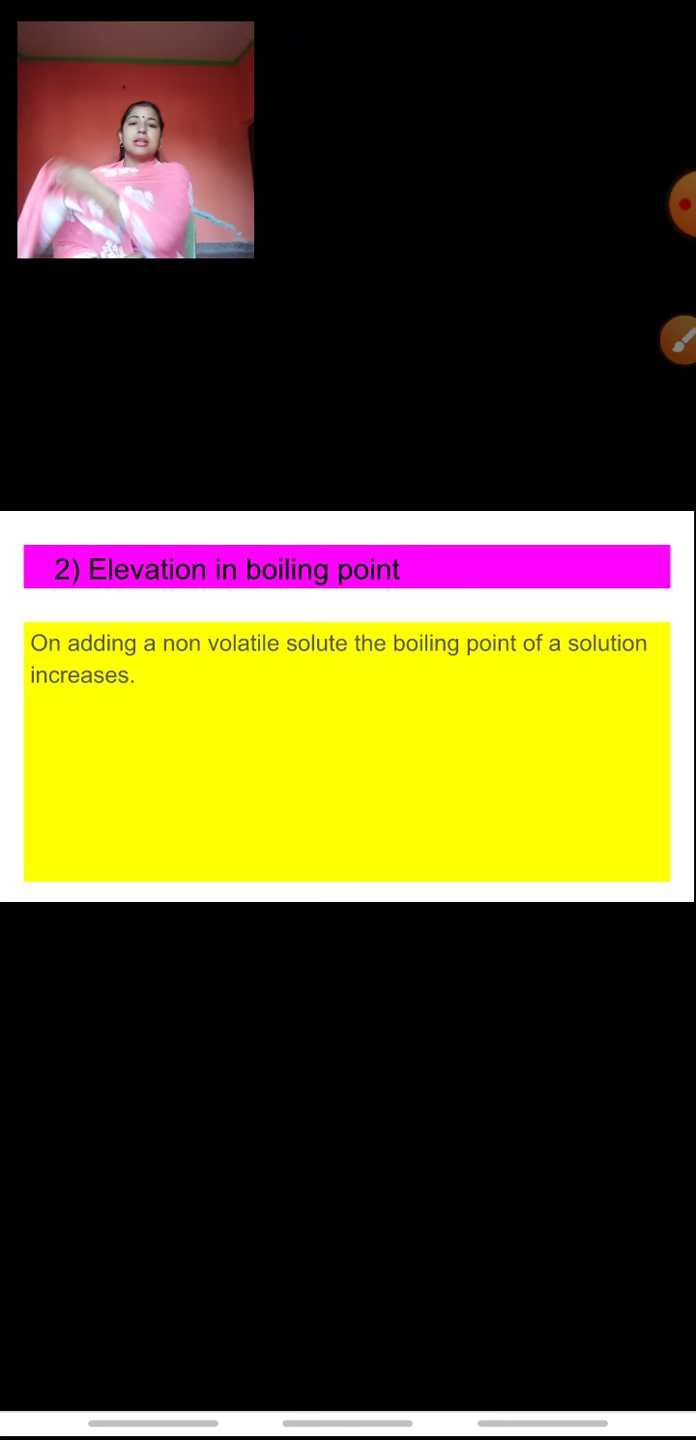 2) Elevation in boiling point
On adding a non volatile solute the boiling point of a solution
increases.